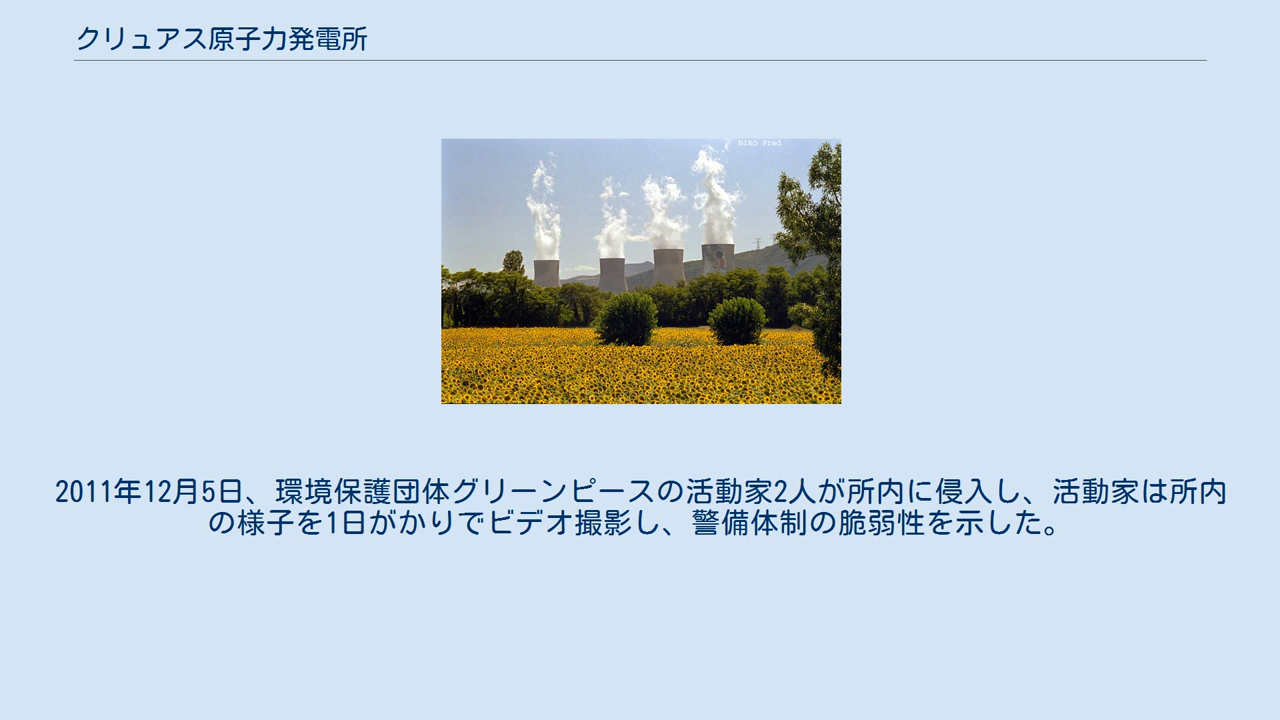 クリュアス原子力発電所
NIRO Fred
2011年12月5日、環境保護団体グリーンピースの活動家2人が所内に侵入し、活動家は所内
の様子を1日がかりでビデオ撮影し、警備体制の脆弱性を示した。